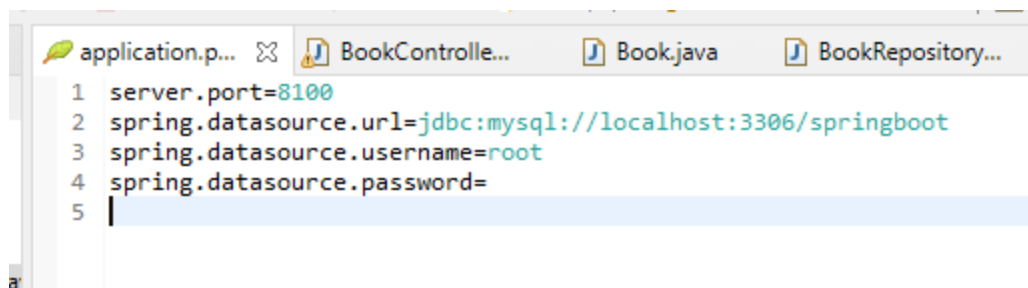 application.p... BookControlle... Book.java BookRepository...
1 server.port=8100
2 spring.datasource.url=jdbc:mysql://localhost:3306/springboot
3 spring.datasource.username=root
4 spring.datasource.password=
5